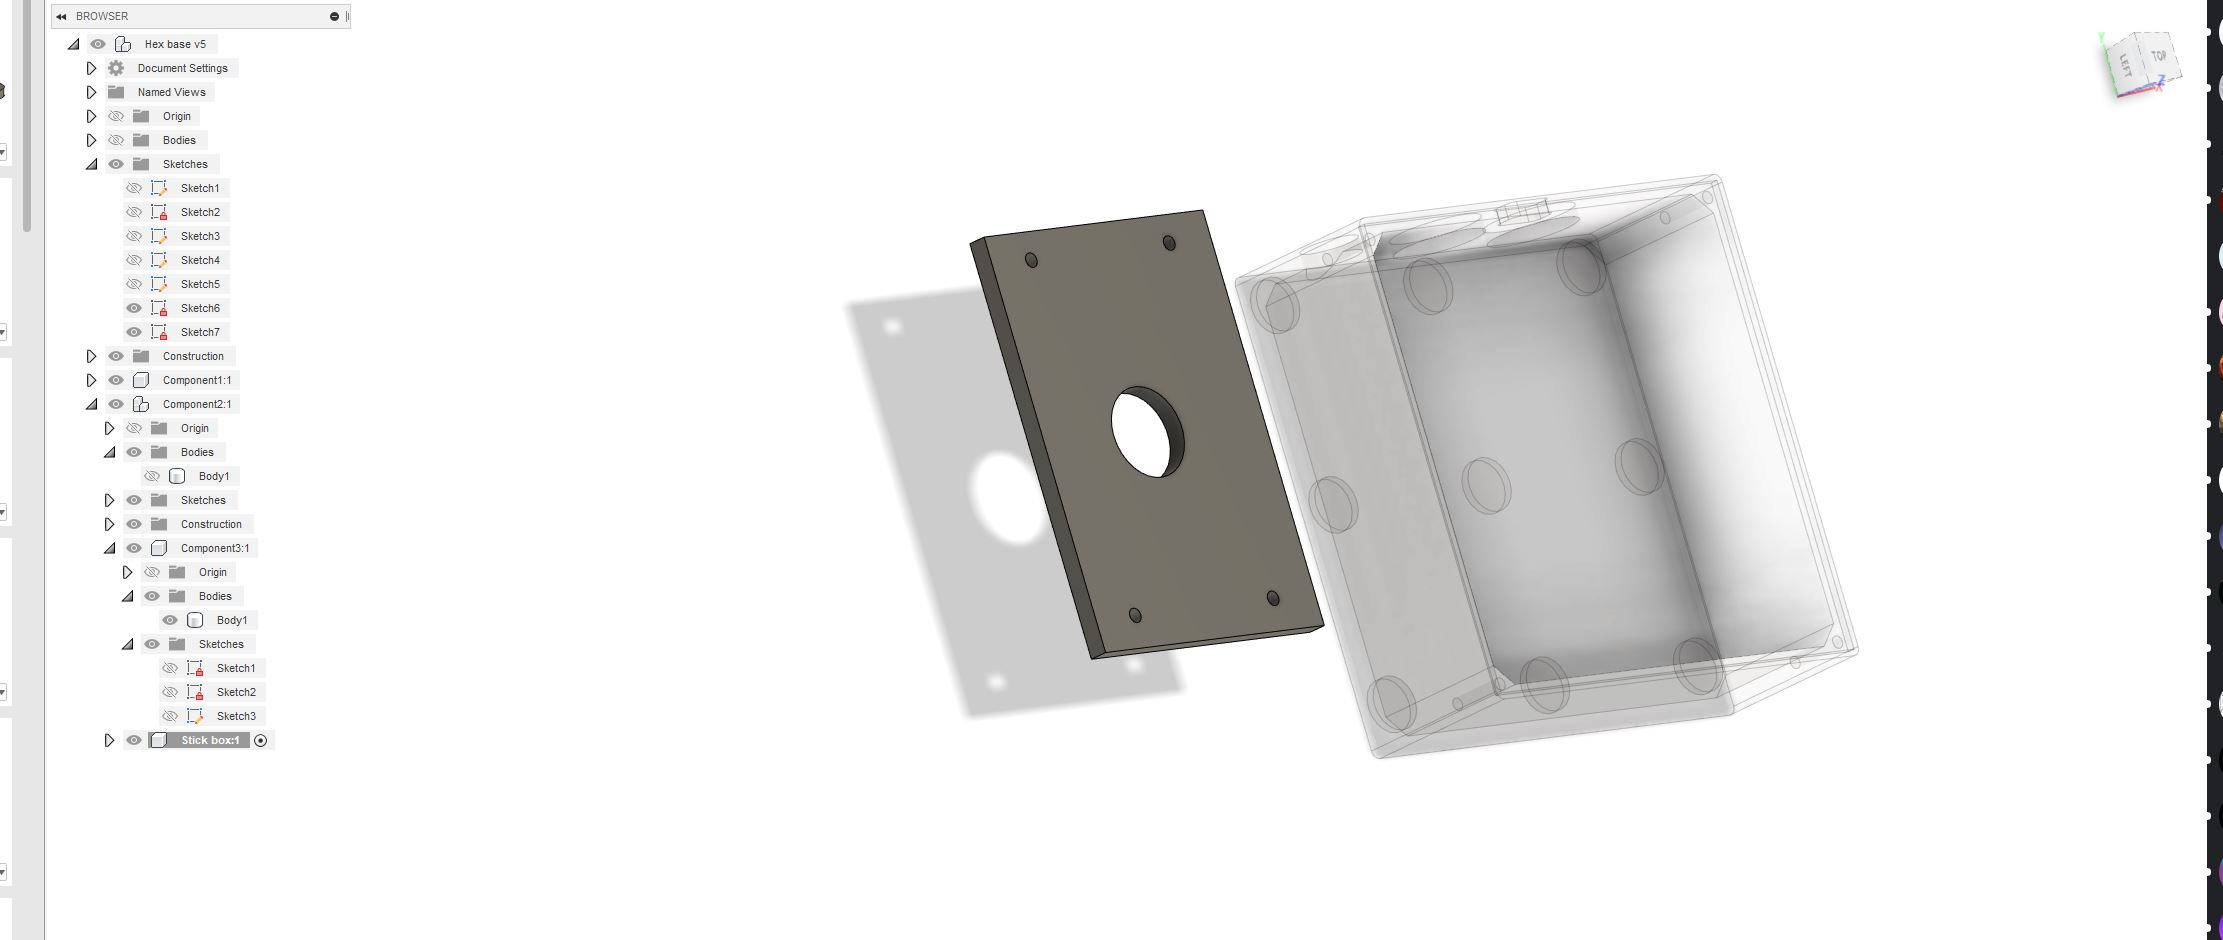 BROWSER
Hex base v5
Document Settings
Named Views
Origin
Bodies
Sketches
Sketch1
Sketch2
Sketch3
Sketch4
Sketch5
Sketch6
Sketch7
Construction
Component1:1
Component2:1
Origin
Bodies
Body1
Sketches
Construction
Component3:1
Origin
Bodies
Body1
Sketches
Sketch1
Sketch2
Sketch3
Stick box:1
Y
LEFT
TOP
Z
X